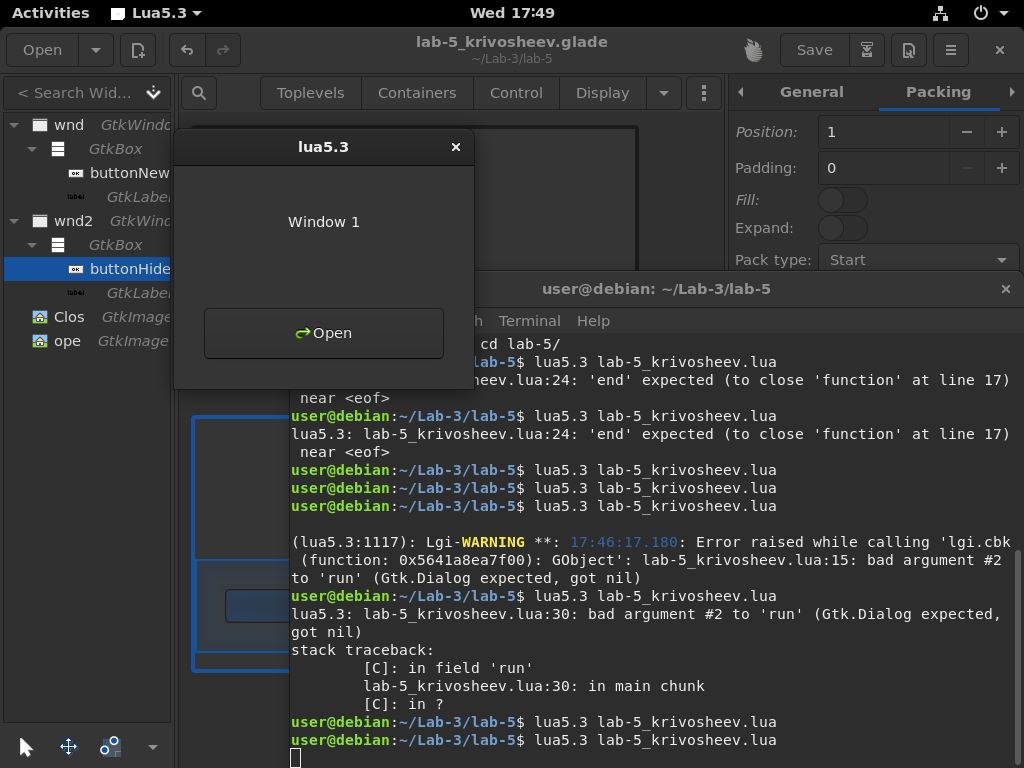 Activities Lua5.3 Wed 17:49
Open lab-5_krivosheev.glade Save
~/Lab-3/lab-5
< Search Wid... Toplevels Containers Control Display General Packing
wnd GtkWindo
GtkBox
buttonNew
label GtkLabe
wnd2 GtkWind
GtkBox
buttonHide
label GtkLabel
Clos GtkImage
ope GtkImage
lua5.3
Window 1
Open
Position: 1
Padding: 0
Fill:
Expand:
Pack type: Start
user@debian: ~/Lab-3/lab-5
h Terminal Help
cd lab-5/
lab-5$ lua5.3 lab-5_krivosheev.lua
heev.lua:24: 'end' expected (to close 'function' at line 17)
near <eof>
user@debian:~/Lab-3/lab-5$ lua5.3 lab-5_krivosheev.lua
lua5.3: lab-5_krivosheev.lua:24: 'end' expected (to close 'function' at line 17)
near <eof>
user@debian:~/Lab-3/lab-5$ lua5.3 lab-5_krivosheev.lua
user@debian:~/Lab-3/lab-5$ lua5.3 lab-5_krivosheev.lua
user@debian:~/Lab-3/lab-5$ lua5.3 lab-5_krivosheev.lua
(lua5.3:1117): Lgi-WARNING **: 17:46:17.180: Error raised while calling 'lgi.cbk
(function: 0x5641a8ea7f00): GObject': lab-5_krivosheev.lua:15: bad argument #2
to 'run' (Gtk.Dialog expected, got nil)
user@debian:~/Lab-3/lab-5$ lua5.3 lab-5_krivosheev.lua
lua5.3: lab-5_krivosheev.lua:30: bad argument #2 to 'run' (Gtk.Dialog expected,
got nil)
stack traceback:
[C]: in field 'run'
lab-5_krivosheev.lua:30: in main chunk
[C]: in ?
user@debian:~/Lab-3/lab-5$ lua5.3 lab-5_krivosheev.lua
user@debian:~/Lab-3/lab-5$ lua5.3 lab-5_krivosheev.lua